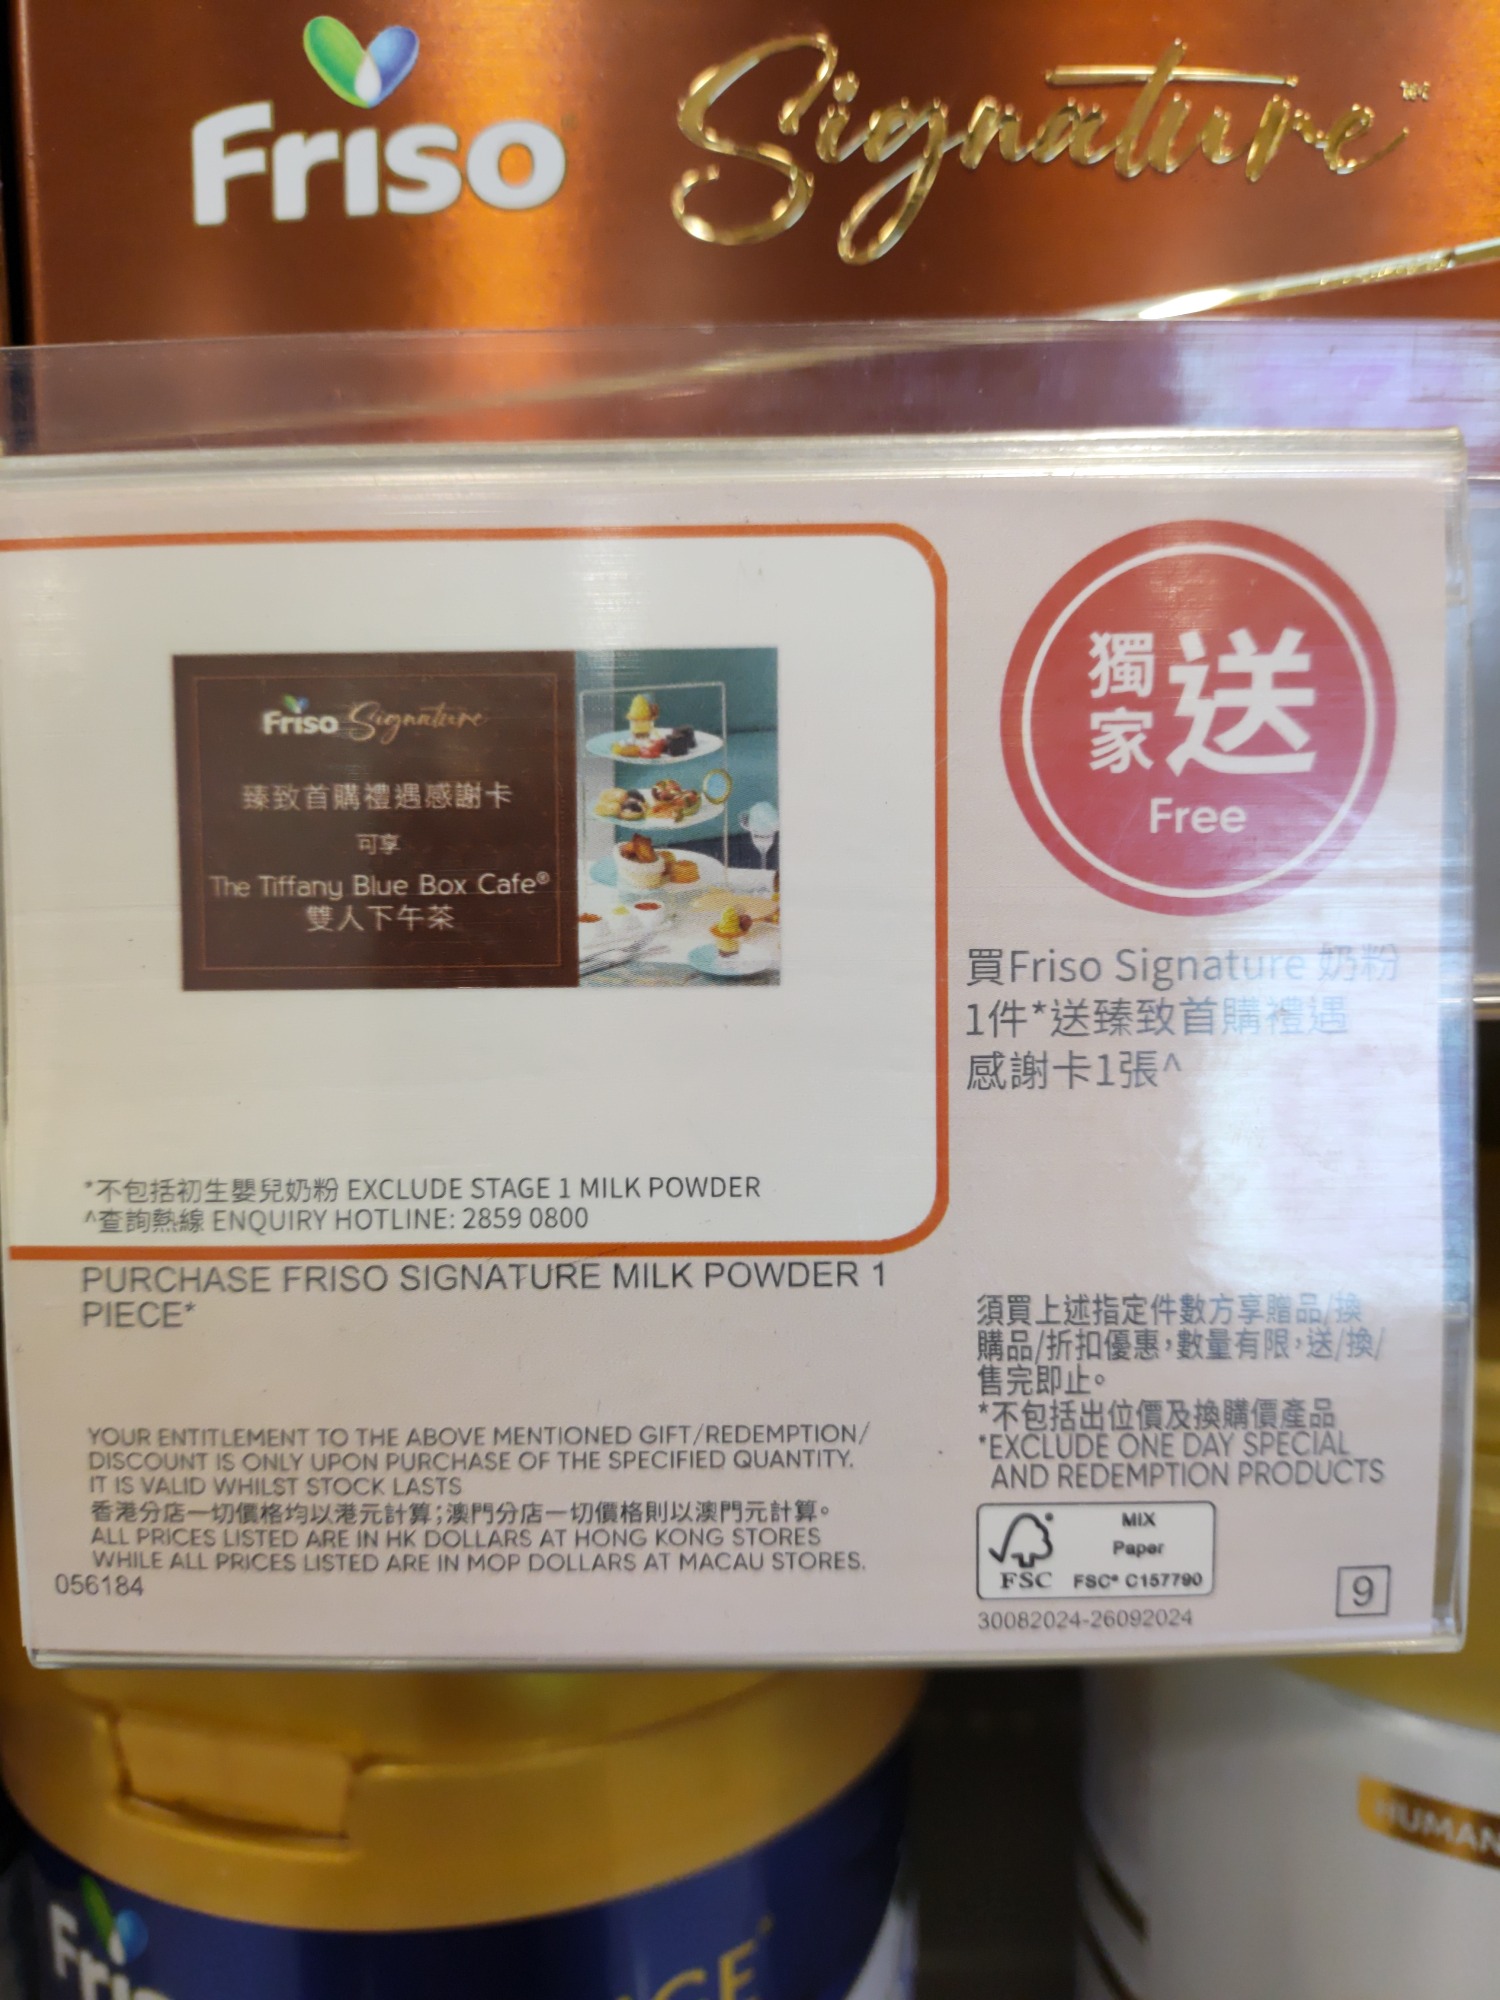 Friso Signature™
Friso Signature
臻致首購禮遇感謝卡
可享
The Tiffany Blue Box Cafe®
雙人下午茶
*不包括初生嬰兒奶粉 EXCLUDE STAGE 1 MILK POWDER
^查詢熱線 ENQUIRY HOTLINE: 2859 0800
PURCHASE FRISO SIGNATURE MILK POWDER 1
PIECE*
YOUR ENTITLEMENT TO THE ABOVE MENTIONED GIFT/REDEMPTION/
DISCOUNT IS ONLY UPON PURCHASE OF THE SPECIFIED QUANTITY.
IT IS VALID WHILST STOCK LASTS
香港分店一切價格均以港元計算;澳門分店一切價格則以澳門元計算。
ALL PRICES LISTED ARE IN HK DOLLARS AT HONG KONG STORES
WHILE ALL PRICES LISTED ARE IN MOP DOLLARS AT MACAU STORES.
056184
獨家送
Free
買Friso Signature 奶粉
1件*送臻致首購禮遇
感謝卡1張^
須買上述指定件數方享贈品/換
購品/折扣優惠,數量有限,送/換/
售完即止。
*不包括出位價及換購價產品
*EXCLUDE ONE DAY SPECIAL
AND REDEMPTION PRODUCTS
MIX
Paper
FSC FSC® C157790
30082024-26092024
9
HUMAN